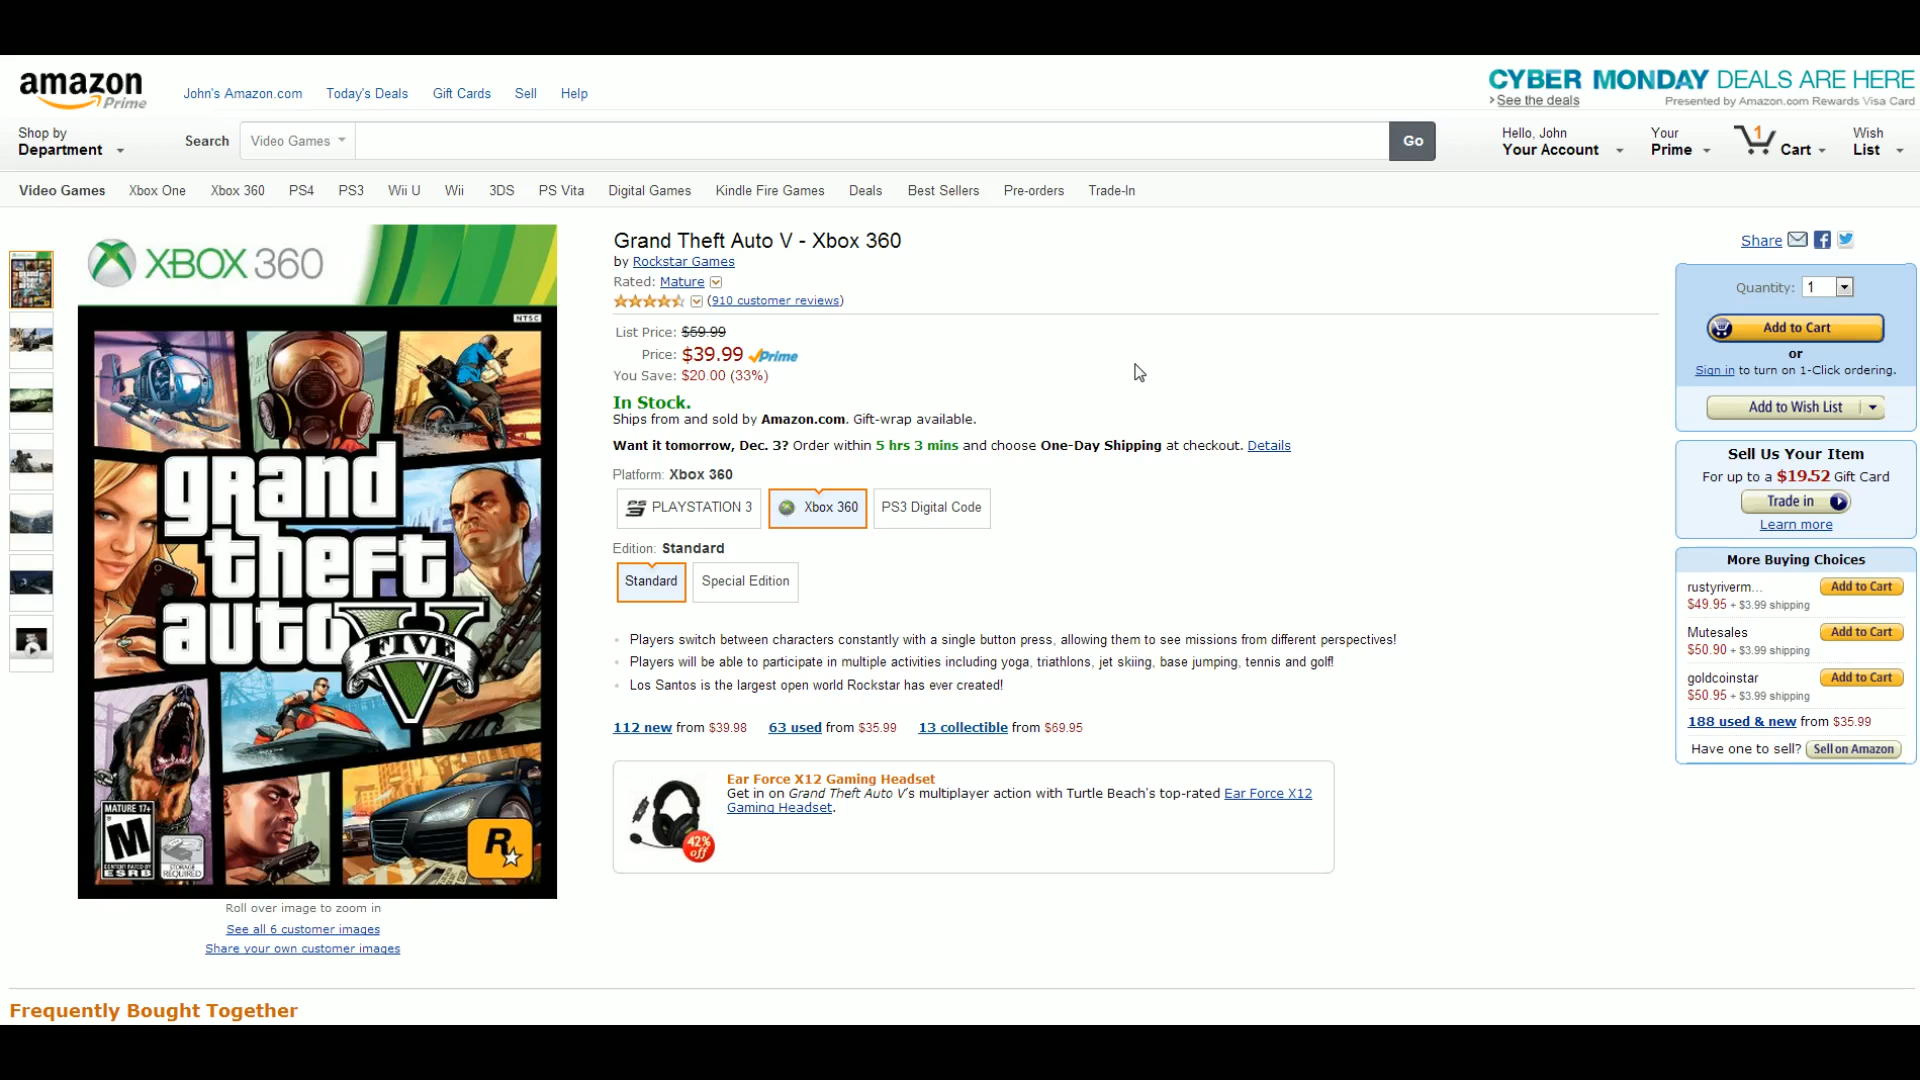 amazon
Prime
John's Amazon.com Today's Deals Gift Cards Sell Help
CYBER MONDAY DEALS ARE HERE
> See the deals
Presented by Amazon.com Rewards Visa Card
Shop by
Department
Search
Video Games
Go
Hello, John
Your Account
Your
Prime
1
Cart
Wish
List
Video Games Xbox One Xbox 360 PS4 PS3 Wii U Wii 3DS PS Vita Digital Games Kindle Fire Games Deals Best Sellers Pre-orders Trade-In
XBOX 360
NTSC
grand
theft
auto
FIVE
V
MATURE 17+
M
CONTENT RATED BY
ESRB
STORAGE
REQUIRED
R
Roll over image to zoom in
See all 6 customer images
Share your own customer images
Grand Theft Auto V - Xbox 360
by Rockstar Games
Rated: Mature
(910 customer reviews)
List Price: $59.99
Price: $39.99 Prime
You Save: $20.00 (33%)
In Stock.
Ships from and sold by Amazon.com. Gift-wrap available.
Want it tomorrow, Dec. 3? Order within 5 hrs 3 mins and choose One-Day Shipping at checkout. Details
Platform: Xbox 360
PLAYSTATION 3 Xbox 360 PS3 Digital Code
Edition: Standard
Standard Special Edition
Players switch between characters constantly with a single button press, allowing them to see missions from different perspectives!
Players will be able to participate in multiple activities including yoga, triathlons, jet skiing, base jumping, tennis and golf!
Los Santos is the largest open world Rockstar has ever created!
112 new from $39.98 63 used from $35.99 13 collectible from $69.95
Ear Force X12 Gaming Headset
Get in on Grand Theft Auto V's multiplayer action with Turtle Beach's top-rated Ear Force X12
Gaming Headset.
42%
off
Share
Quantity: 1
Add to Cart
or
Sign in to turn on 1-Click ordering.
Add to Wish List
Sell Us Your Item
For up to a $19.52 Gift Card
Trade in
Learn more
More Buying Choices
rustyriverm... Add to Cart
$49.95 + $3.99 shipping
Mutesales Add to Cart
$50.90 + $3.99 shipping
goldcoinstar Add to Cart
$50.95 + $3.99 shipping
188 used & new from $35.99
Have one to sell? Sell on Amazon
Frequently Bought Together